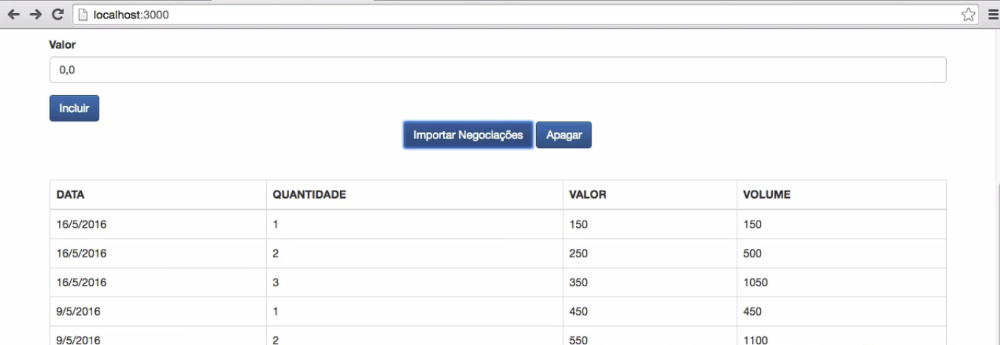 localhost:3000
Valor
0,0
Incluir
Importar Negociações Apagar
DATA QUANTIDADE VALOR VOLUME
16/5/2016 1 150 150
16/5/2016 2 250 500
16/5/2016 3 350 1050
9/5/2016 1 450 450
9/5/2016 2 550 1100